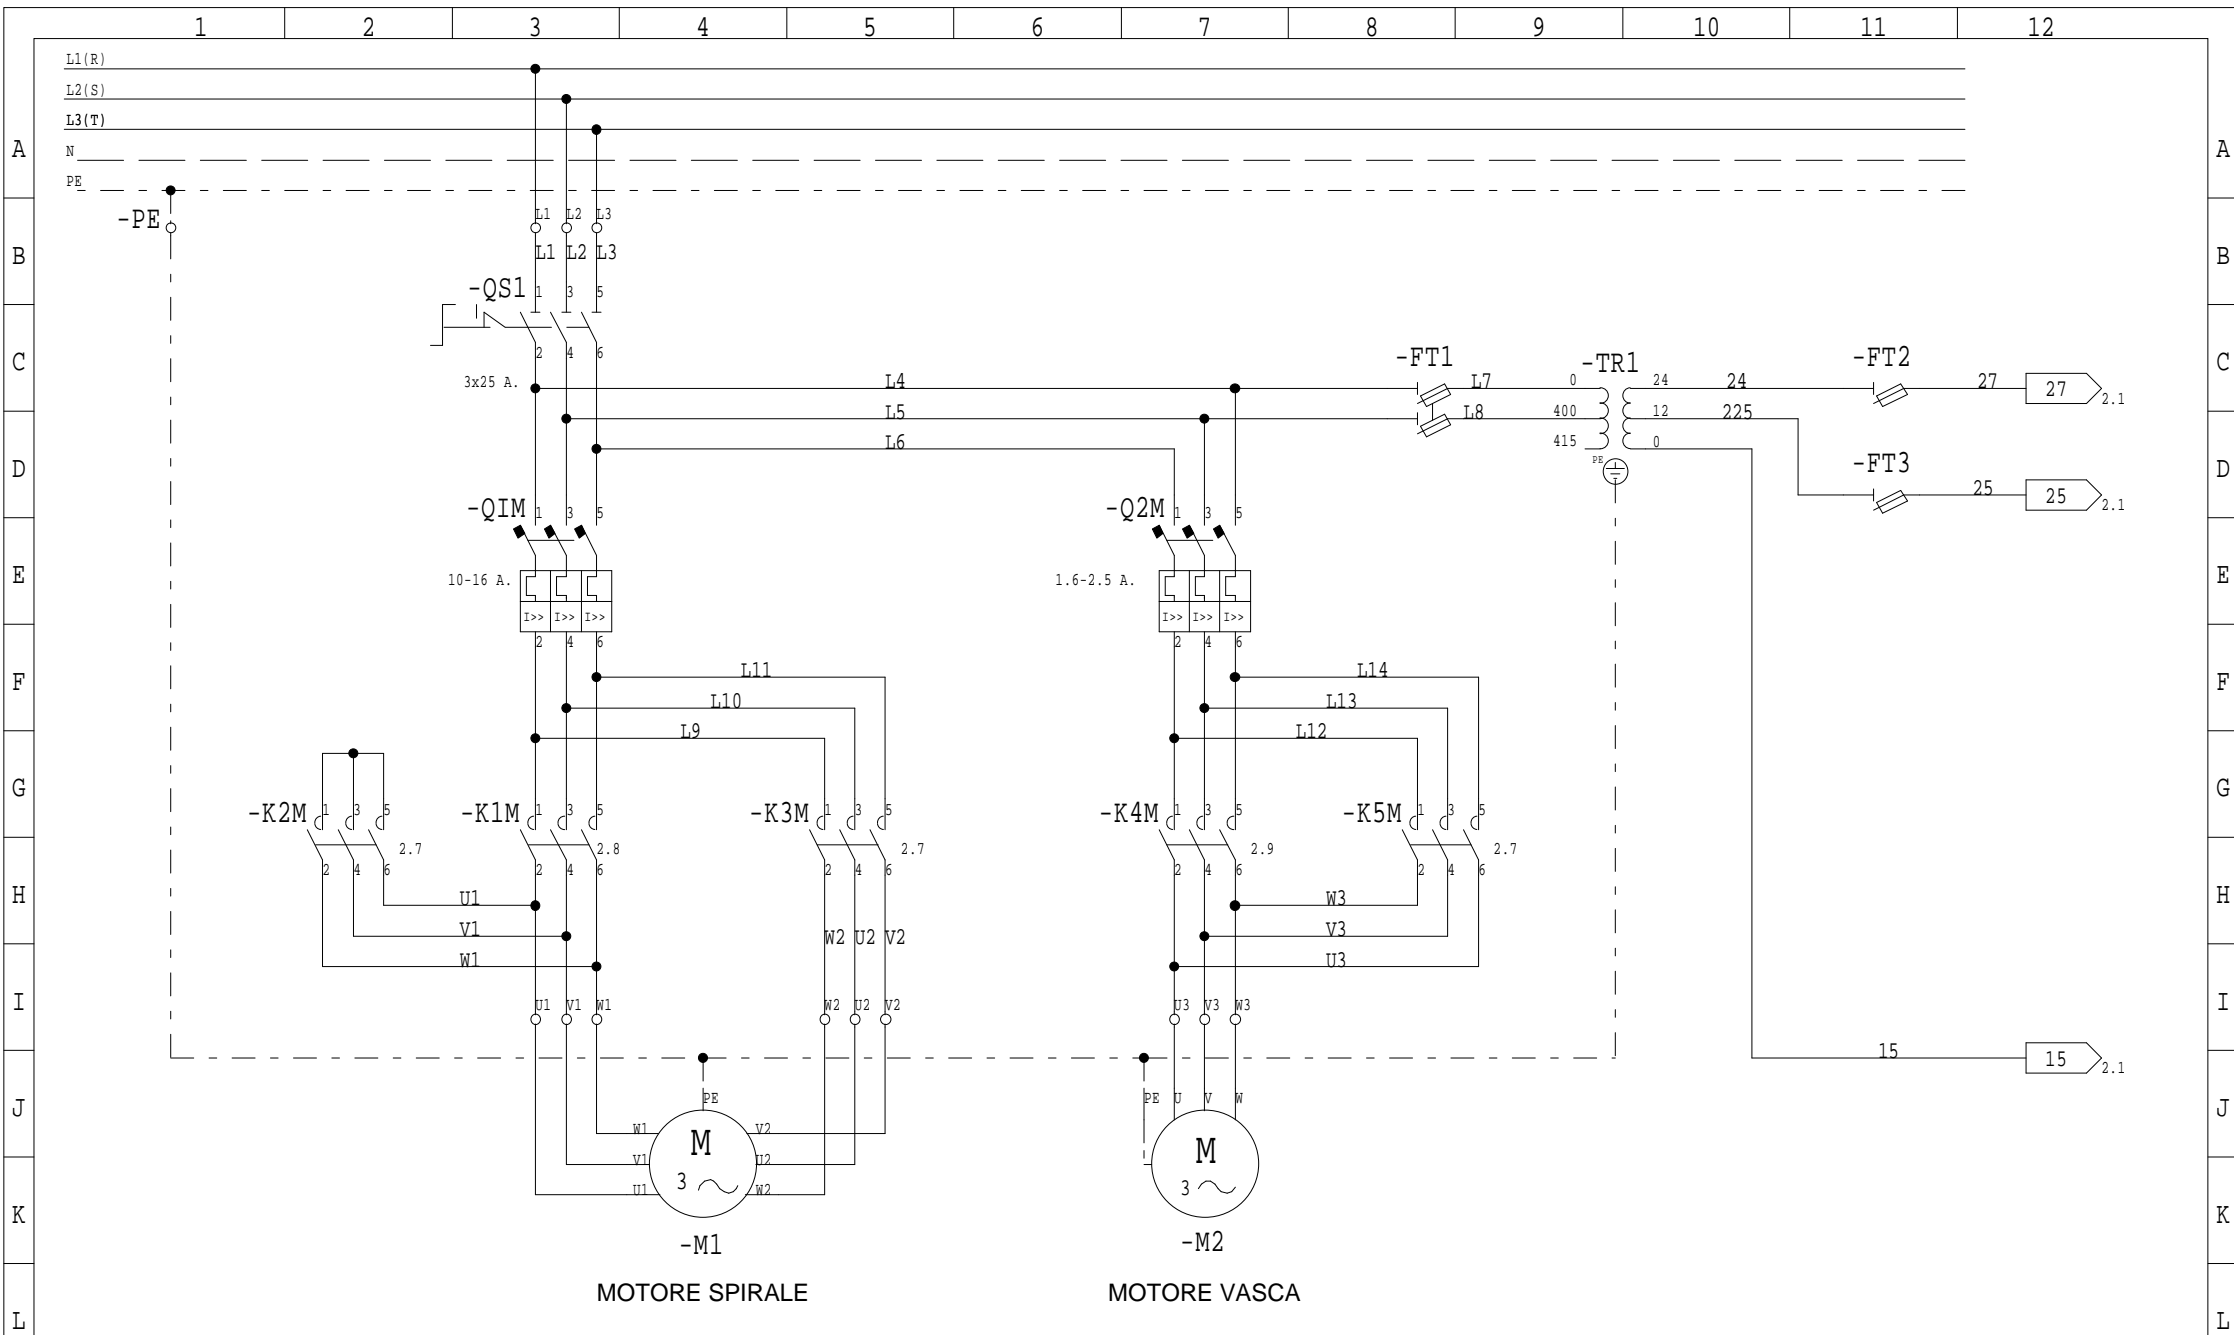 1 2 3 4 5 6 7 8 9 10 11 12
L1(R)
L2(S)
L3(T)
A N A
PE
-PE L1 L2 L3
B L1 L2 L3 B
-QS1 1 3 5
2 4 6
C -FT1 -TR1 -FT2 C
3x25 A. L4 L7 0 24 24 27 27 2.1
L5 L8 400 12 225
L6 415 0
D PE -FT3 D
25 25 2.1
-QIM 1 3 5 -Q2M 1 3 5
E 10-16 A. 1.6-2.5 A. E
I>> I>> I>> I>> I>> I>>
2 4 6 2 4 6
F L11 L14 F
L10 L13
L9 L12
G G
-K2M 1 3 5 -K1M 1 3 5 -K3M 1 3 5 -K4M 1 3 5 -K5M 1 3 5
2.7 2.8 2.7 2.9 2.7
2 4 6 2 4 6 2 4 6 2 4 6 2 4 6
H U1 W3 H
V1 W2 U2 V2 V3
W1 U3
I U1 V1 W1 W2 U2 V2 U3 V3 W3 I
15 15 2.1
J PE PE U V W J
W1 M V2 M
V1 U2
3 3
U1 W2
K K
-M1 -M2
MOTORE SPIRALE MOTORE VASCA
L L